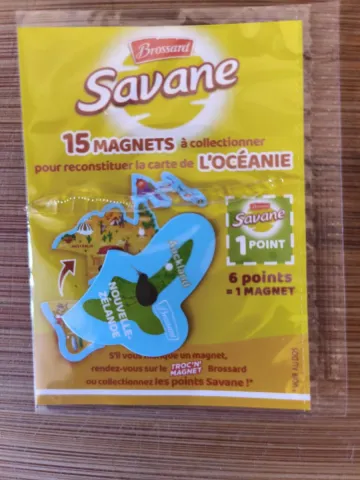 Brossard
Savane
15 MAGNETS à collectionner
pour reconstituer la carte de L'OCÉANIE
Auckland
NOUVELLE-
ZÉLANDE
Brossard
Brossard
Savane
1 POINT
6 points
= 1 MAGNET
S'il vous manque un magnet,
rendez-vous sur le TROC'N' MAGNET Brossard
ou collectionnez les points Savane !*